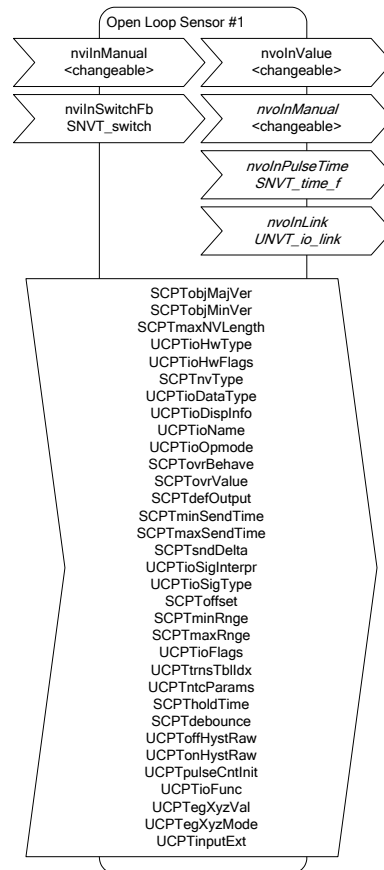 Open Loop Sensor #1
nviInManual
<changeable>
nvoInValue
<changeable>
nviInSwitchFb
SNVT_switch
nvoInManual
<changeable>
nvoInPulseTime
SNVT_time_f
nvoInLink
UNVT_io_link
SCPTobjMajVer
SCPTobjMinVer
SCPTmaxNVLength
UCPTioHwType
UCPTioHwFlags
SCPTnvType
UCPTioDataType
UCPTioDispInfo
UCPTioName
UCPTioOpmode
SCPTovrBehave
SCPTovrValue
SCPTdefOutput
SCPTminSendTime
SCPTmaxSendTime
SCPTsndDelta
UCPTioSigInterpr
UCPTioSigType
SCPToffset
SCPTminRnge
SCPTmaxRnge
UCPTioFlags
UCPTtrnsTblIdx
UCPTntcParams
SCPTholdTime
SCPTdebounce
UCPToffHystRaw
UCPTonHystRaw
UCPTpulseCntInit
UCPTioFunc
UCPTegXyzVal
UCPTegXyzMode
UCPTinputExt